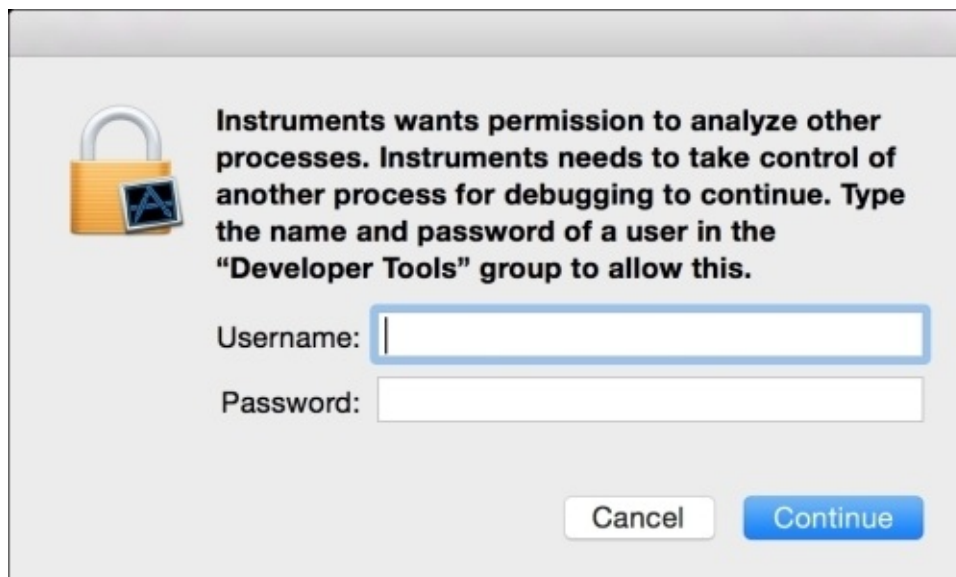 Instruments wants permission to analyze other
processes. Instruments needs to take control of
another process for debugging to continue. Type
the name and password of a user in the
“Developer Tools” group to allow this.
Username:
Password:
Cancel Continue